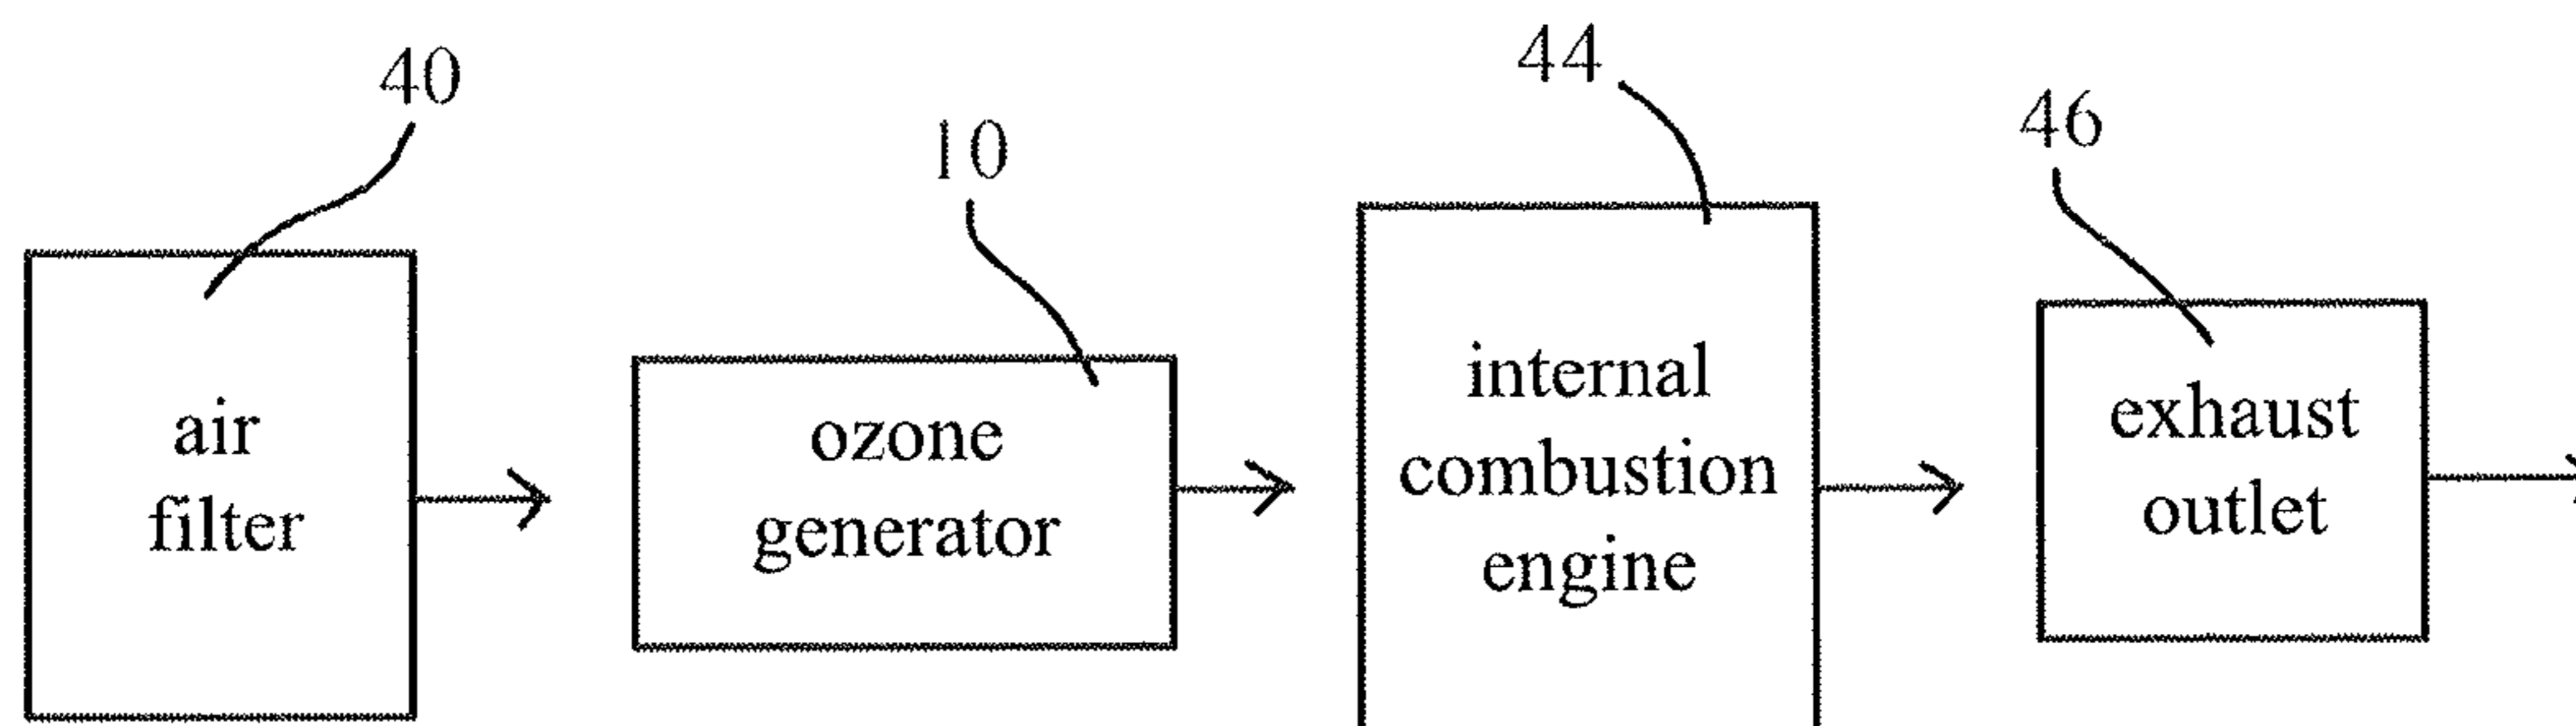 40
10
44
46
air
filter
ozone
generator
internal
combustion
engine
exhaust
outlet